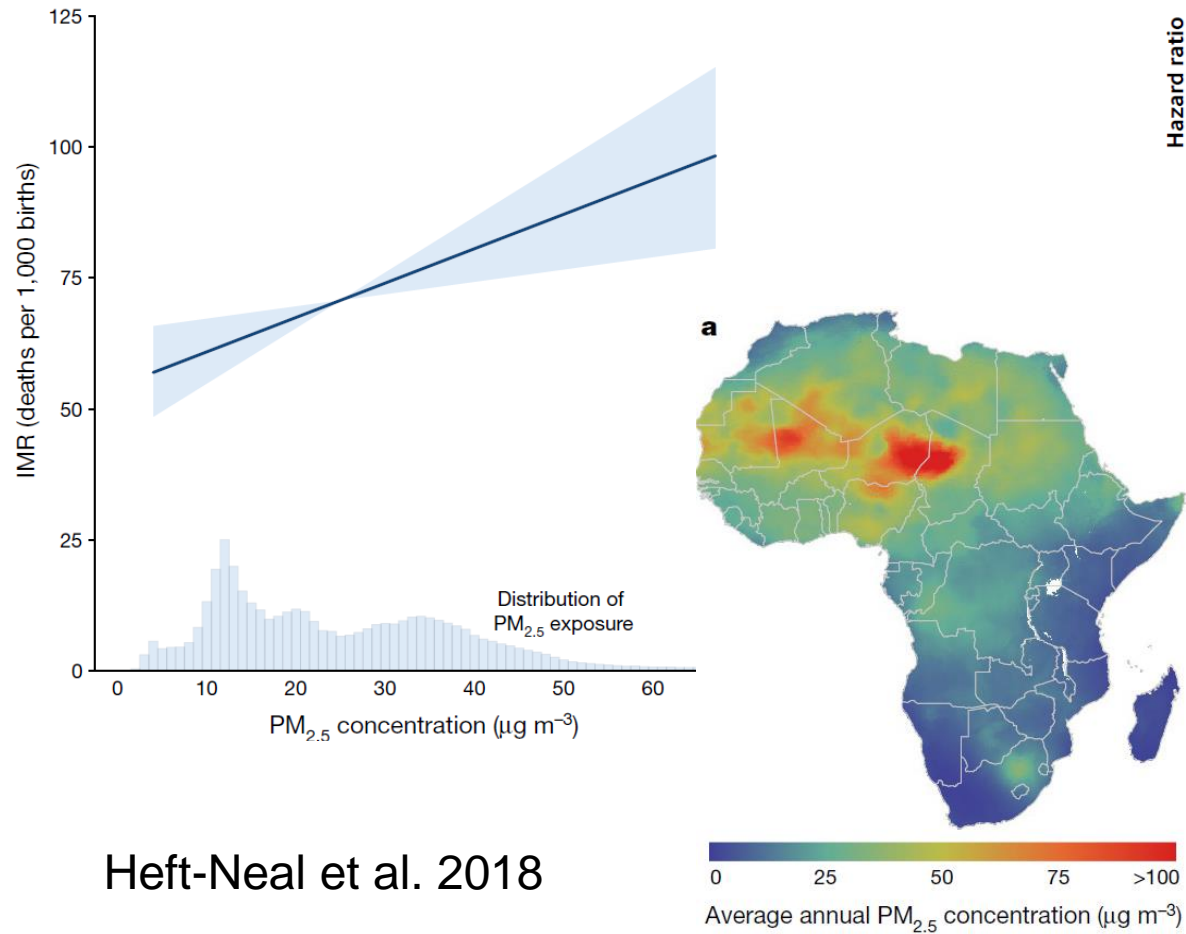 125
100
75
50
25
0
IMR (deaths per 1,000 births)
Distribution of
PM2.5 exposure
0 10 20 30 40 50 60
PM2.5 concentration (μg m–3)
Hazard ratio
a
0 25 50 75 >100
Average annual PM2.5 concentration (μg m–3)
Heft-Neal et al. 2018